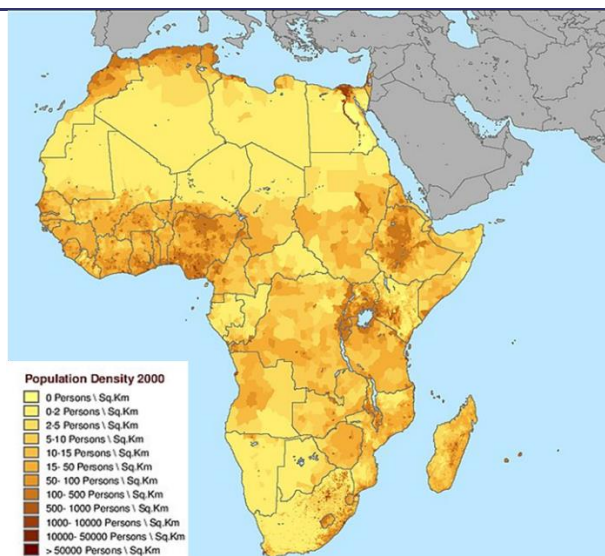 Population Density 2000
0 Persons \ Sq.Km
0-2 Persons \ Sq.Km
2-5 Persons \ Sq.Km
5-10 Persons \ Sq.Km
10-15 Persons \ Sq.Km
15- 50 Persons \ Sq.Km
50- 100 Persons \ Sq.Km
100- 500 Persons \ Sq.Km
500- 1000 Persons \ Sq.Km
1000- 10000 Persons \ Sq.Km
10000- 50000 Persons \ Sq.Km
> 50000 Persons \ Sq.Km